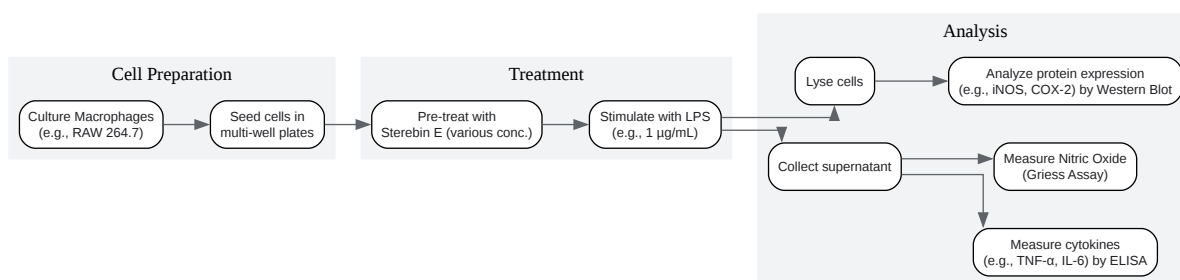 Cell Preparation
Culture Macrophages
(e.g., RAW 264.7)
Seed cells in
multi-well plates
Treatment
Pre-treat with
Sterebin E (various conc.)
Stimulate with LPS
(e.g., 1 µg/mL)
Analysis
Lyse cells
Analyze protein expression
(e.g., iNOS, COX-2) by Western Blot
Collect supernatant
Measure Nitric Oxide
(Griess Assay)
Measure cytokines
(e.g., TNF-α, IL-6) by ELISA